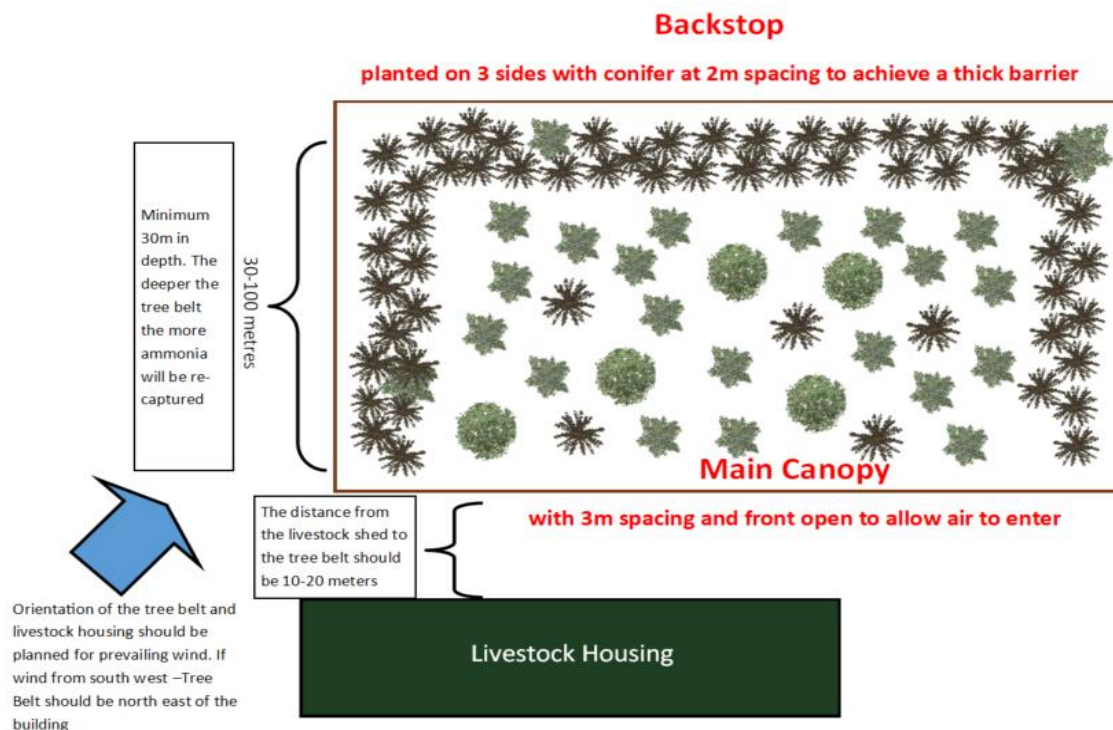 Backstop
planted on 3 sides with conifer at 2m spacing to achieve a thick barrier
Minimum
30m in
depth. The
deeper the
tree belt
the more
ammonia
will be re-
captured
30-100 metres
Main Canopy
with 3m spacing and front open to allow air to enter
The distance from
the livestock shed to
the tree belt should
be 10-20 meters
Orientation of the tree belt and
livestock housing should be
planned for prevailing wind. If
wind from south west –Tree
Belt should be north east of the
building
Livestock Housing